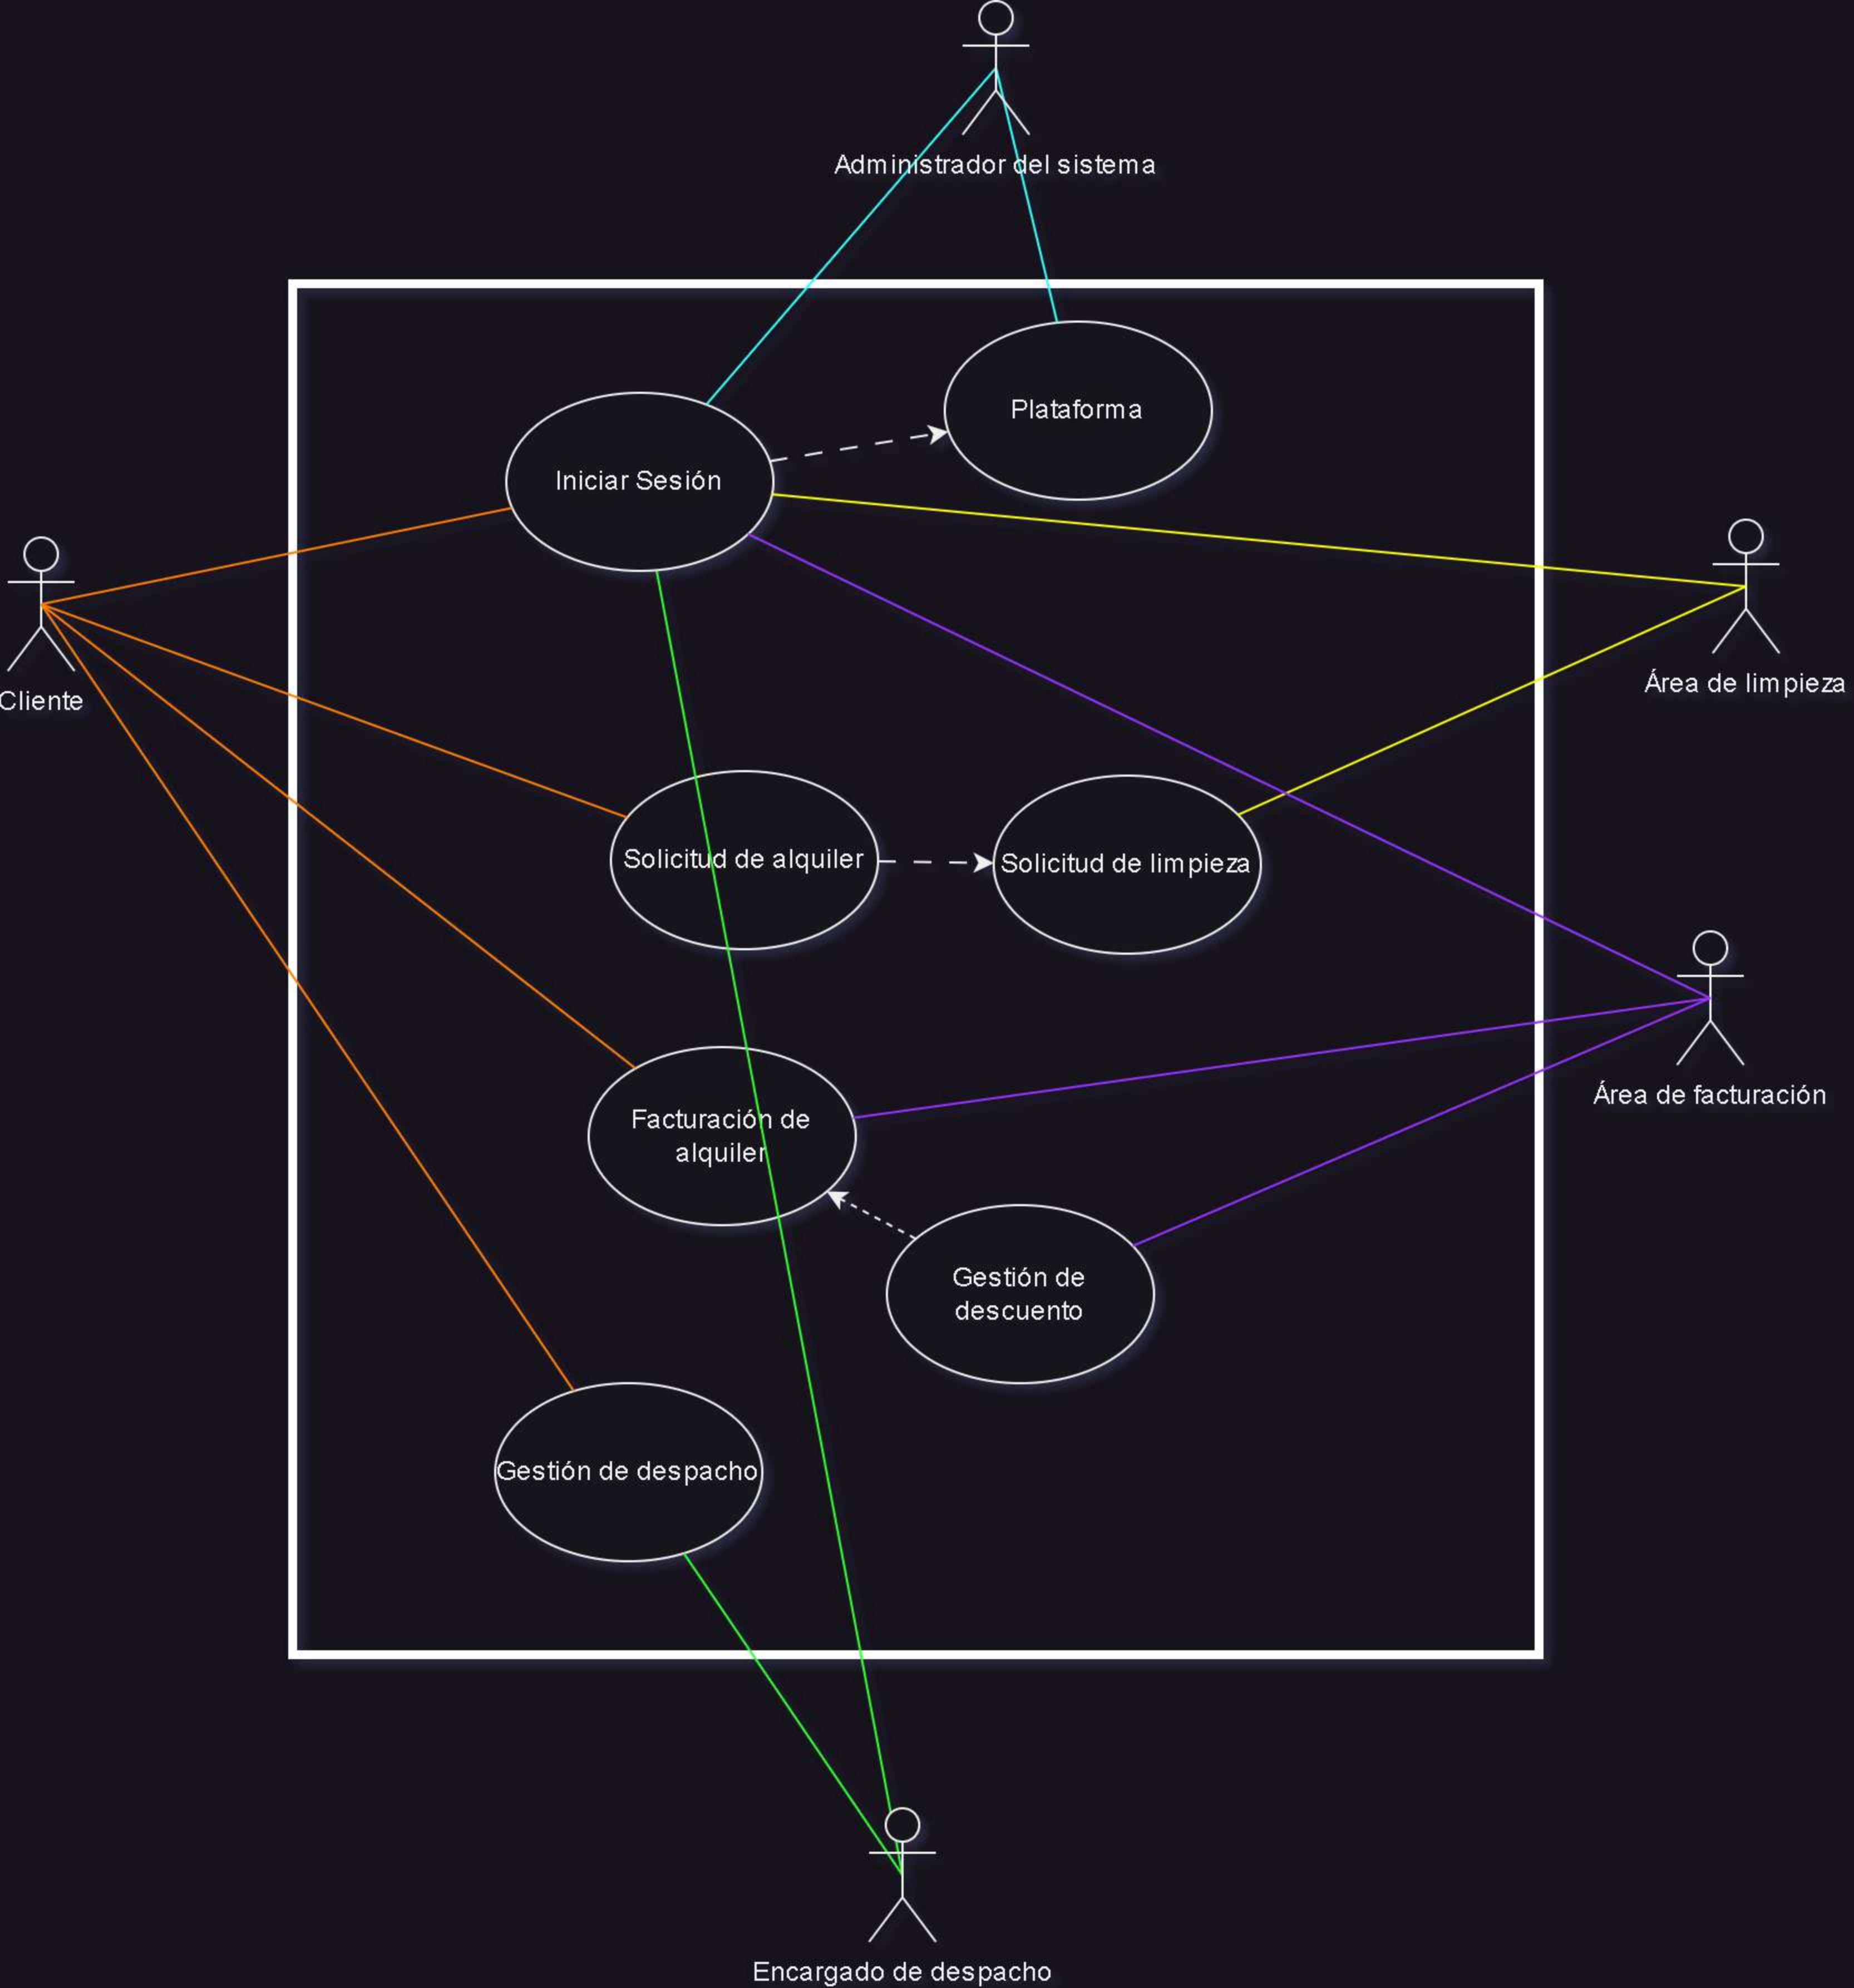 Administrador del sistema
Plataforma
Iniciar Sesión
Cliente
Área de limpieza
Solicitud de alquiler
Solicitud de limpieza
Área de facturación
Facturación de
alquiler
Gestión de
descuento
Gestión de despacho
Encargado de despacho